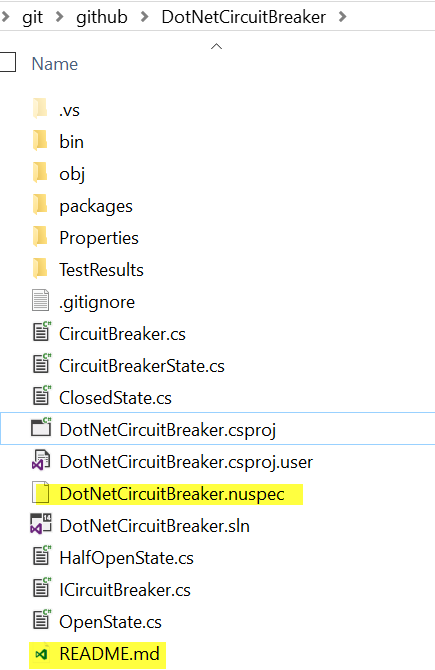 git > github > DotNetCircuitBreaker >
Name
.vs
bin
obj
packages
Properties
TestResults
.gitignore
CircuitBreaker.cs
CircuitBreakerState.cs
ClosedState.cs
DotNetCircuitBreaker.csproj
DotNetCircuitBreaker.csproj.user
DotNetCircuitBreaker.nuspec
DotNetCircuitBreaker.sln
HalfOpenState.cs
ICircuitBreaker.cs
OpenState.cs
README.md